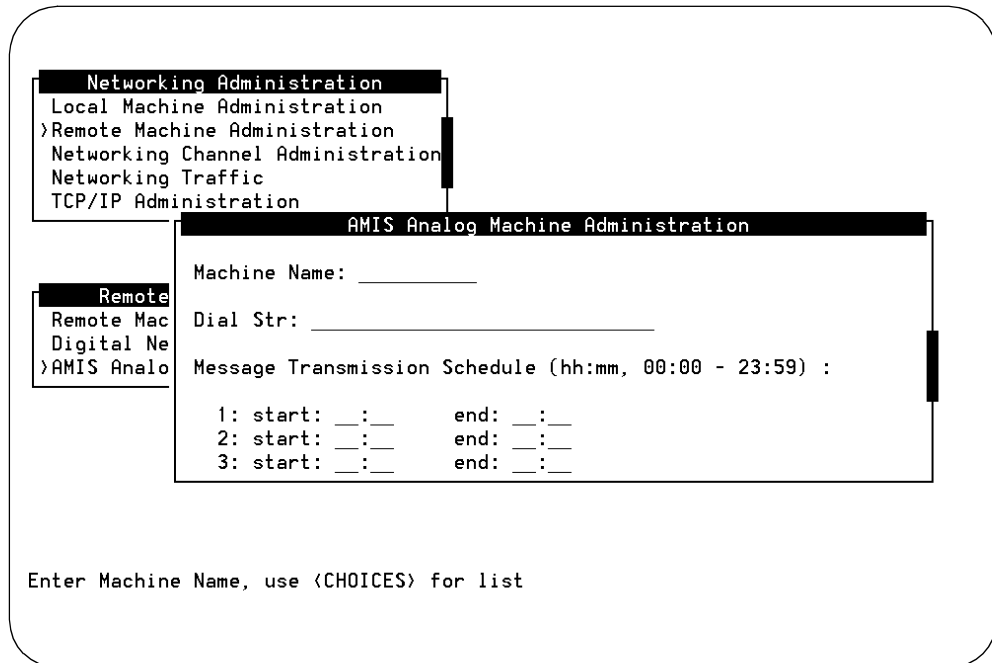 Networking Administration
Local Machine Administration
>Remote Machine Administration
Networking Channel Administration
Networking Traffic
TCP/IP Administration
AMIS Analog Machine Administration
Machine Name: __________
Dial Str: _____________________________
Message Transmission Schedule (hh:mm, 00:00 - 23:59) :
1: start: __:__ end: __:__
2: start: __:__ end: __:__
3: start: __:__ end: __:__
Remote
Remote Mac
Digital Ne
>AMIS Analo
Enter Machine Name, use <CHOICES> for list